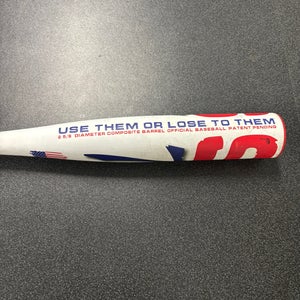 USE THEM OR LOSE TO THEM
2 5/8 DIAMETER COMPOSITE BARREL OFFICIAL BASEBALL PATENT PENDING